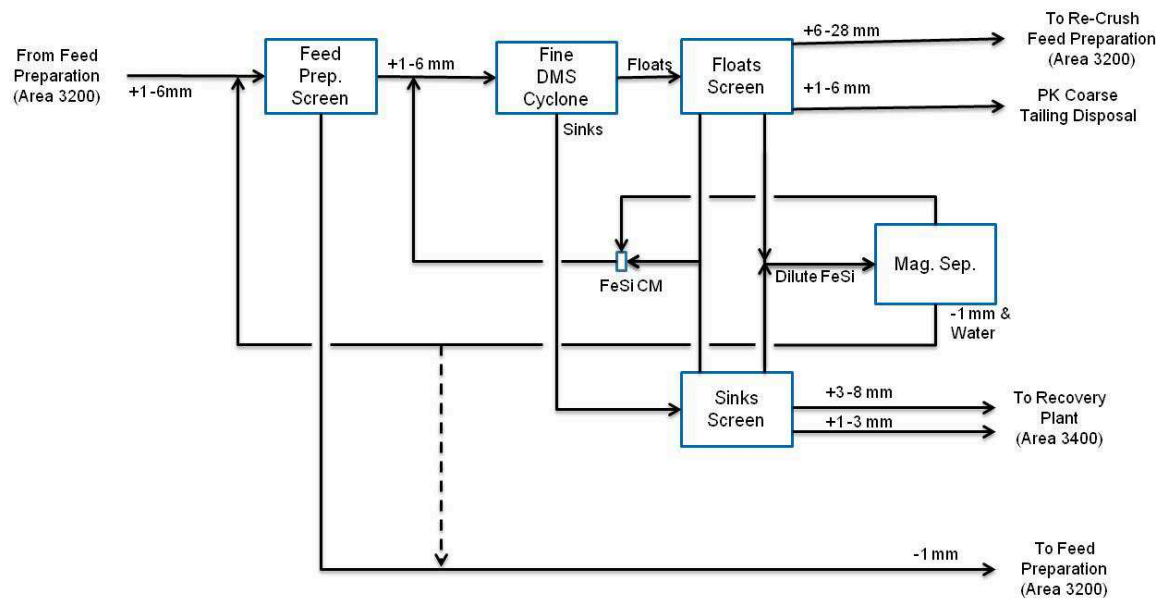 From Feed
Preparation
(Area 3200)
+1-6mm
Feed
Prep.
Screen
+1-6 mm
Fine
DMS
Cyclone
Floats
Sinks
Floats
Screen
+6-28 mm
To Re-Crush
Feed Preparation
(Area 3200)
+1-6 mm
PK Coarse
Tailing Disposal
FeSi CM
Dilute FeSi
Mag. Sep.
-1 mm &
Water
Sinks
Screen
+3-8 mm
+1-3 mm
To Recovery
Plant
(Area 3400)
-1 mm
To Feed
Preparation
(Area 3200)